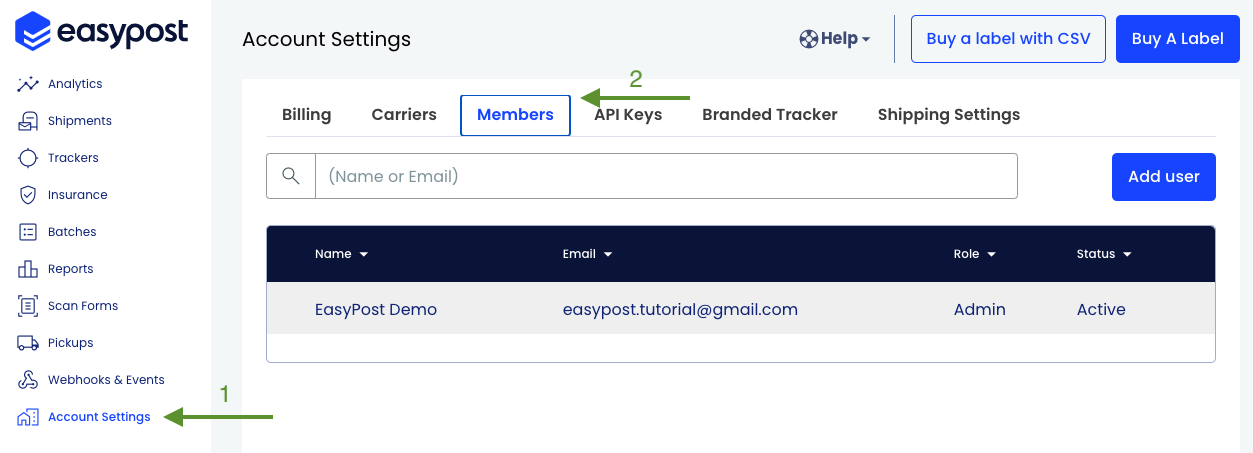 easypost
Analytics
Shipments
Trackers
Insurance
Batches
Reports
Scan Forms
Pickups
Webhooks & Events
Account Settings
1
Account Settings
Help
Buy a label with CSV
Buy A Label
2
Billing Carriers Members API Keys Branded Tracker Shipping Settings
(Name or Email)
Add user
Name Email Role Status
EasyPost Demo easypost.tutorial@gmail.com Admin Active